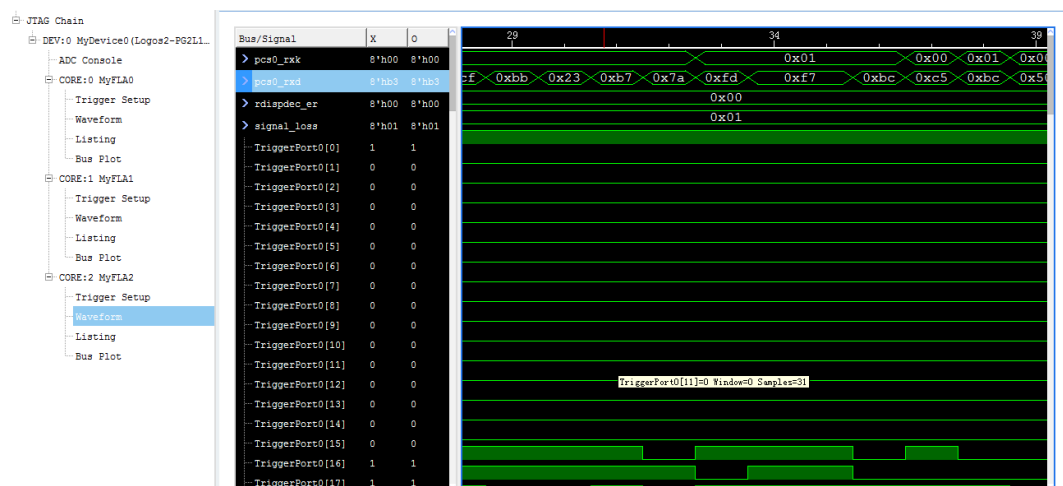 JTAG Chain
DEV:0 MyDevice0(Logos2-PG2L1...
ADC Console
CORE:0 MyFLA0
Trigger Setup
Waveform
Listing
Bus Plot
CORE:1 MyFLA1
Trigger Setup
Waveform
Listing
Bus Plot
CORE:2 MyFLA2
Trigger Setup
Waveform
Listing
Bus Plot
Bus/Signal X O 29 34 39
pcs0_rxk 8'h00 8'h00 0x01 0x00 0x01 0x00
pcs0_rxd 8'hb3 8'hb3 cf 0xbb 0x23 0xb7 0x7a 0xfd 0xf7 0xbc 0xc5 0xbc 0x50
rdispdec_er 8'h00 8'h00 0x00
signal_loss 8'h01 8'h01 0x01
TriggerPort0[0] 1 1
TriggerPort0[1] 0 0
TriggerPort0[2] 0 0
TriggerPort0[3] 0 0
TriggerPort0[4] 0 0
TriggerPort0[5] 0 0
TriggerPort0[6] 0 0
TriggerPort0[7] 0 0
TriggerPort0[8] 0 0
TriggerPort0[9] 0 0
TriggerPort0[10] 0 0
TriggerPort0[11] 0 0
TriggerPort0[12] 0 0 TriggerPort0[11]=0 Window=0 Samples=31
TriggerPort0[13] 0 0
TriggerPort0[14] 0 0
TriggerPort0[15] 0 0
TriggerPort0[16] 1 1
TriggerPort0[17] 1 1